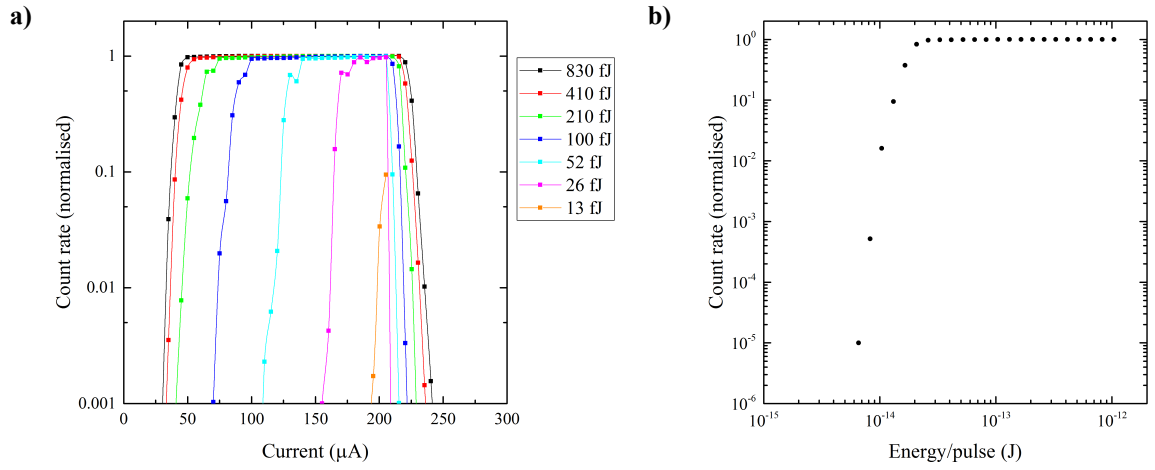 a)
Count rate (normalised)
1
0.1
0.01
0.001
0 50 100 150 200 250 300
Current (µA)
830 fJ
410 fJ
210 fJ
100 fJ
52 fJ
26 fJ
13 fJ
b)
Count rate (normalised)
10⁰
10⁻¹
10⁻²
10⁻³
10⁻⁴
10⁻⁵
10⁻⁶
10⁻¹⁵ 10⁻¹⁴ 10⁻¹³ 10⁻¹²
Energy/pulse (J)